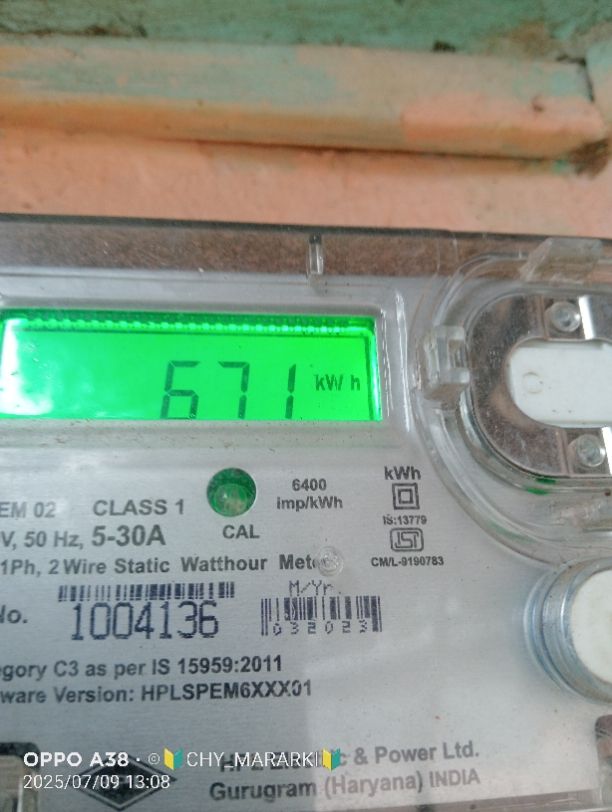 671 kWh
6400
imp/kWh
kWh
EM 02 CLASS 1
IS:13779
V, 50 Hz, 5-30A
CAL
ISI
1Ph, 2 Wire Static Watthour Meter
CM/L-9190783
M/Yr.
No. 1004136
032023
egory C3 as per IS 15959:2011
ware Version: HPLSPEM6XXX01
OPPO A38 · ©🔰CHY_MARARKI🔰
& Power Ltd.
2025/07/09 13:08
Gurugram (Haryana) INDIA